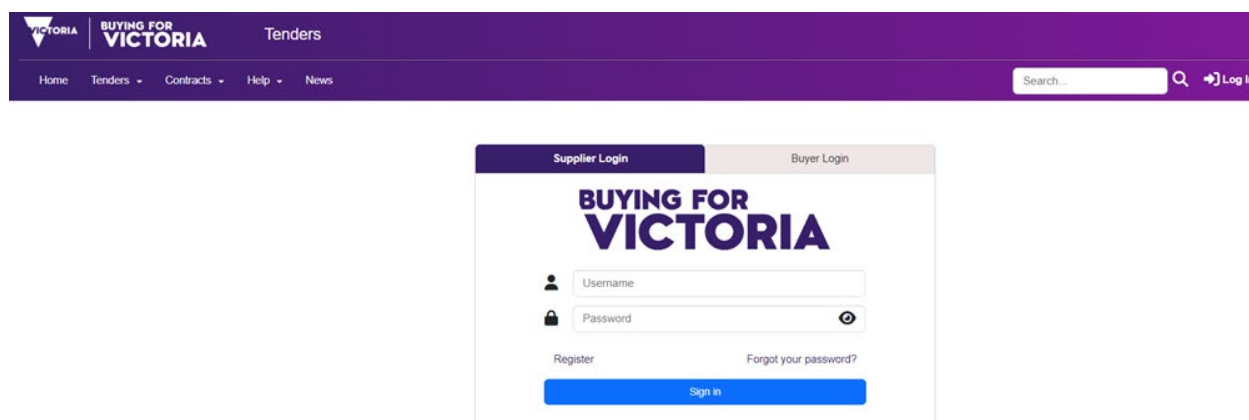 VICTORIA
BUYING FOR
VICTORIA
Tenders
Home Tenders Contracts Help News Search... Log I
Supplier Login Buyer Login
BUYING FOR
VICTORIA
Username
Password
Register Forgot your password?
Sign in